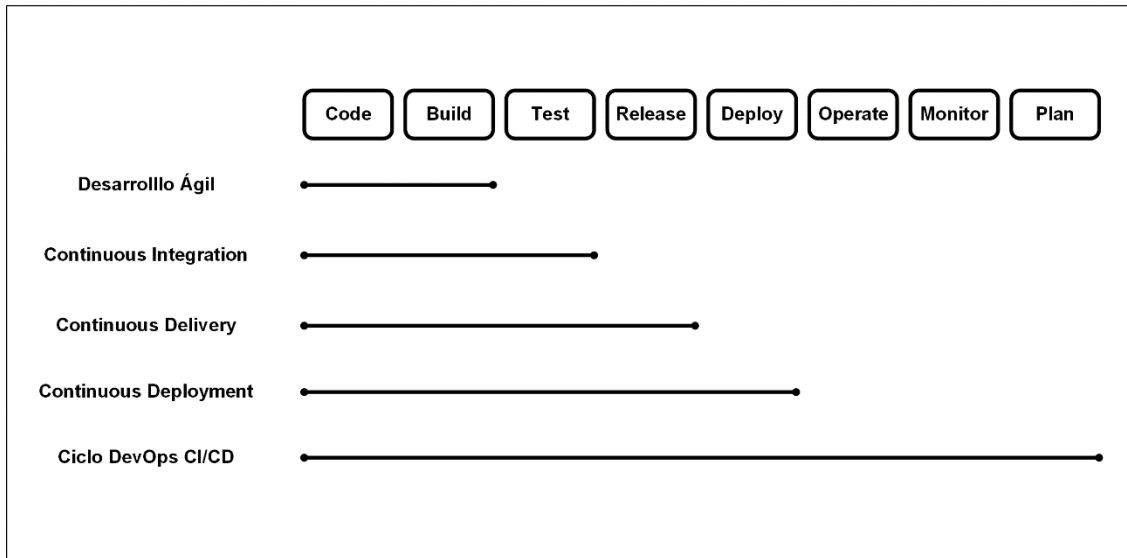 Code Build Test Release Deploy Operate Monitor Plan
Desarrolllo Ágil
Continuous Integration
Continuous Delivery
Continuous Deployment
Ciclo DevOps CI/CD